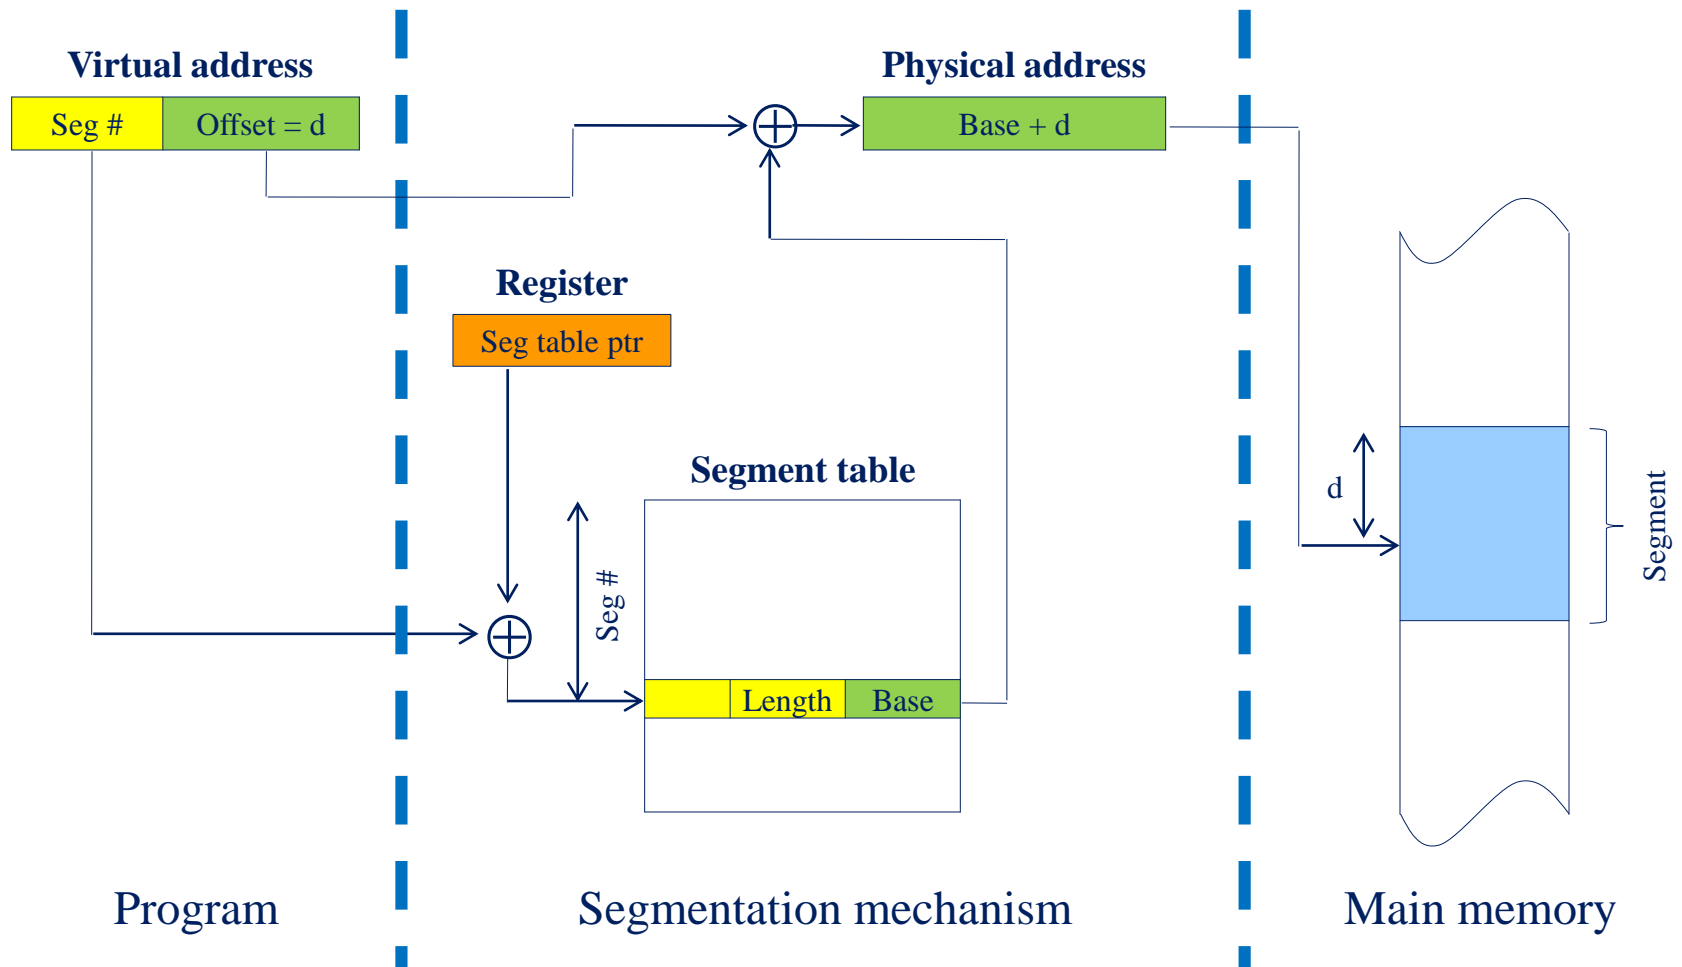 Virtual address
Physical address
Seg #
Offset = d
Base + d
Register
Seg table ptr
Segment table
d
Segment
Seg #
Length
Base
Program
Segmentation mechanism
Main memory